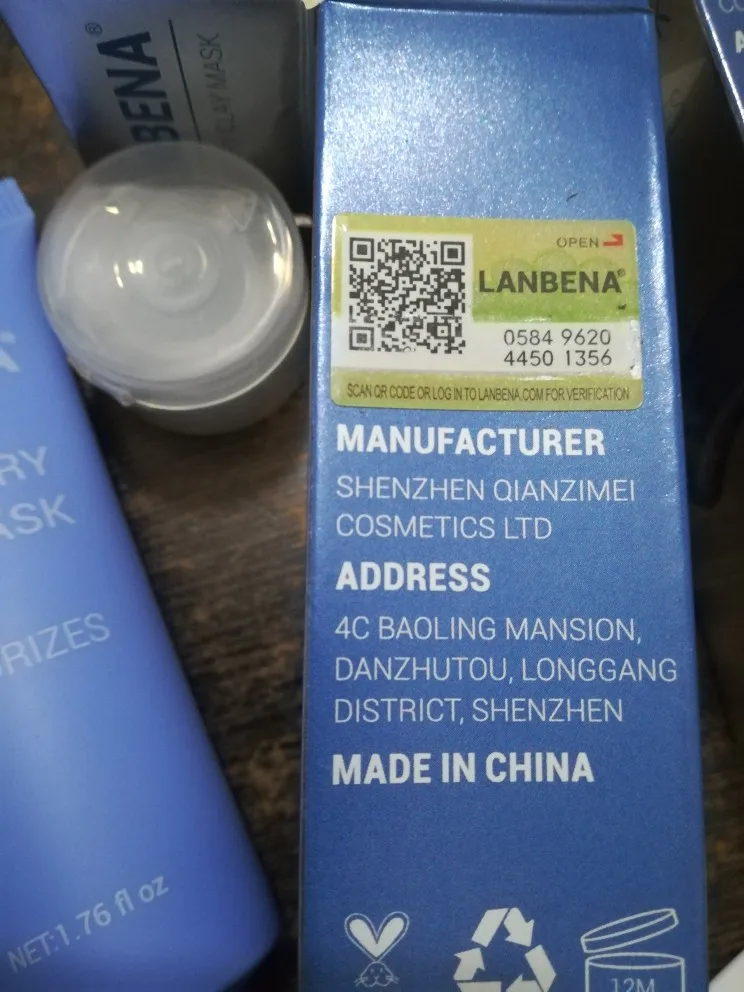 BENA®
CLAY MASK
OPEN
LANBENA®
0584 9620
4450 1356
SCAN QR CODE OR LOG IN TO LANBENA.COM FOR VERIFICATION
MANUFACTURER
SHENZHEN QIANZIMEI
COSMETICS LTD
ADDRESS
4C BAOLING MANSION,
DANZHUTOU, LONGGANG
DISTRICT, SHENZHEN
MADE IN CHINA
12M
RY
ASK
RIZES
NET:1.76 fl oz